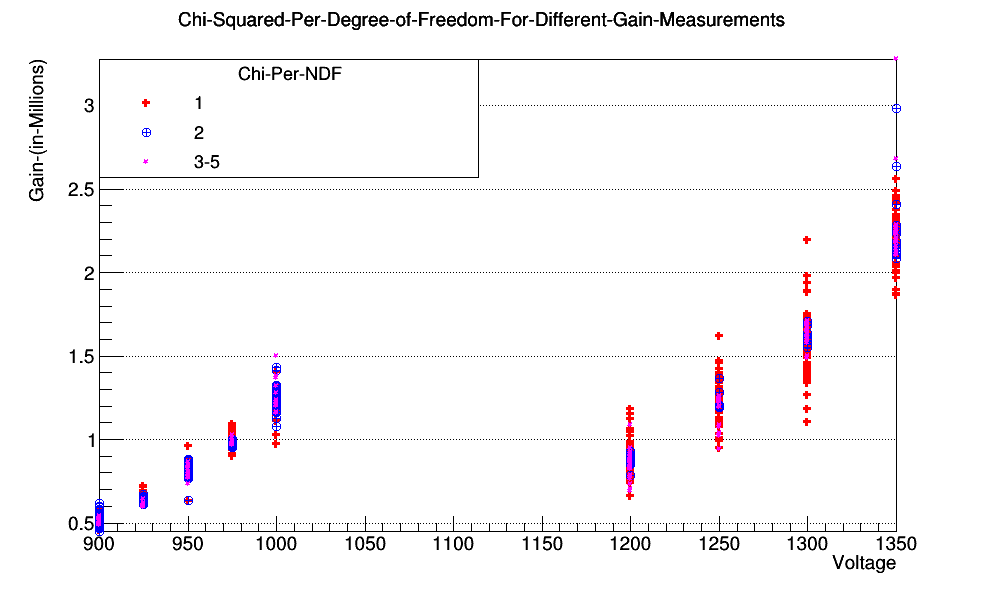 Chi-Squared-Per-Degree-of-Freedom-For-Different-Gain-Measurements
Gain-(in-Millions)
Chi-Per-NDF
1
2
3-5
3
2.5
2
1.5
1
0.5
900 950 1000 1050 1100 1150 1200 1250 1300 1350
Voltage